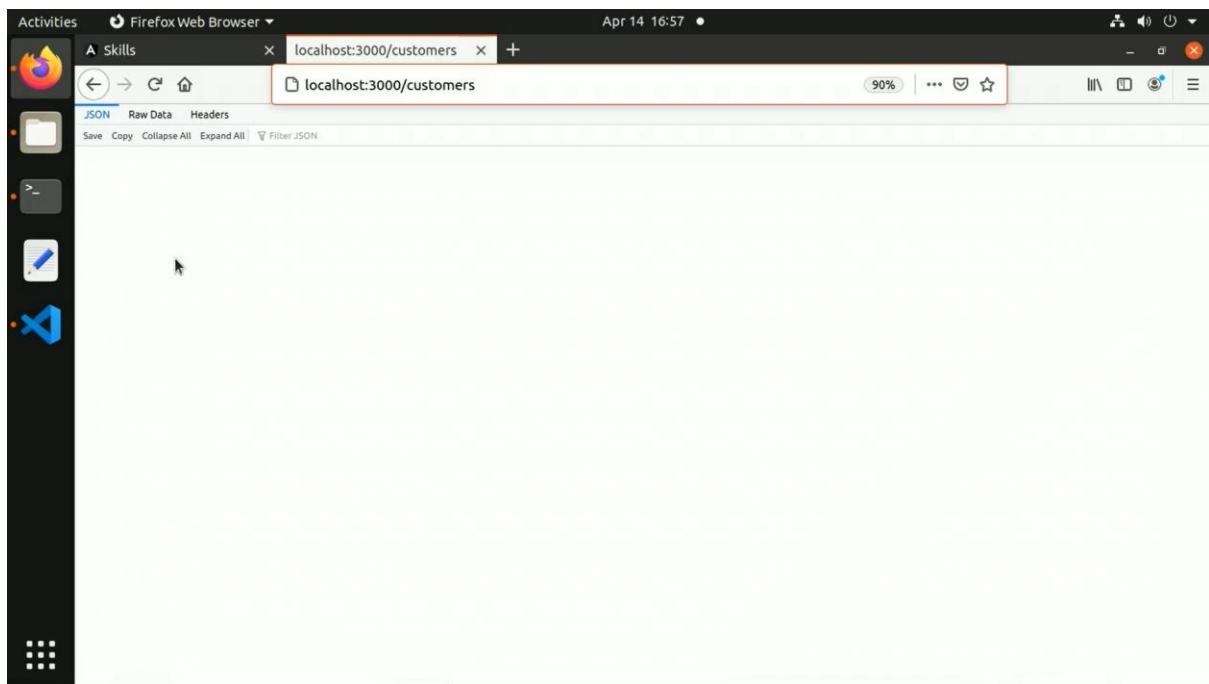 Activities Firefox Web Browser Apr 14 16:57
Skills localhost:3000/customers
localhost:3000/customers 90%
JSON Raw Data Headers
Save Copy Collapse All Expand All Filter JSON